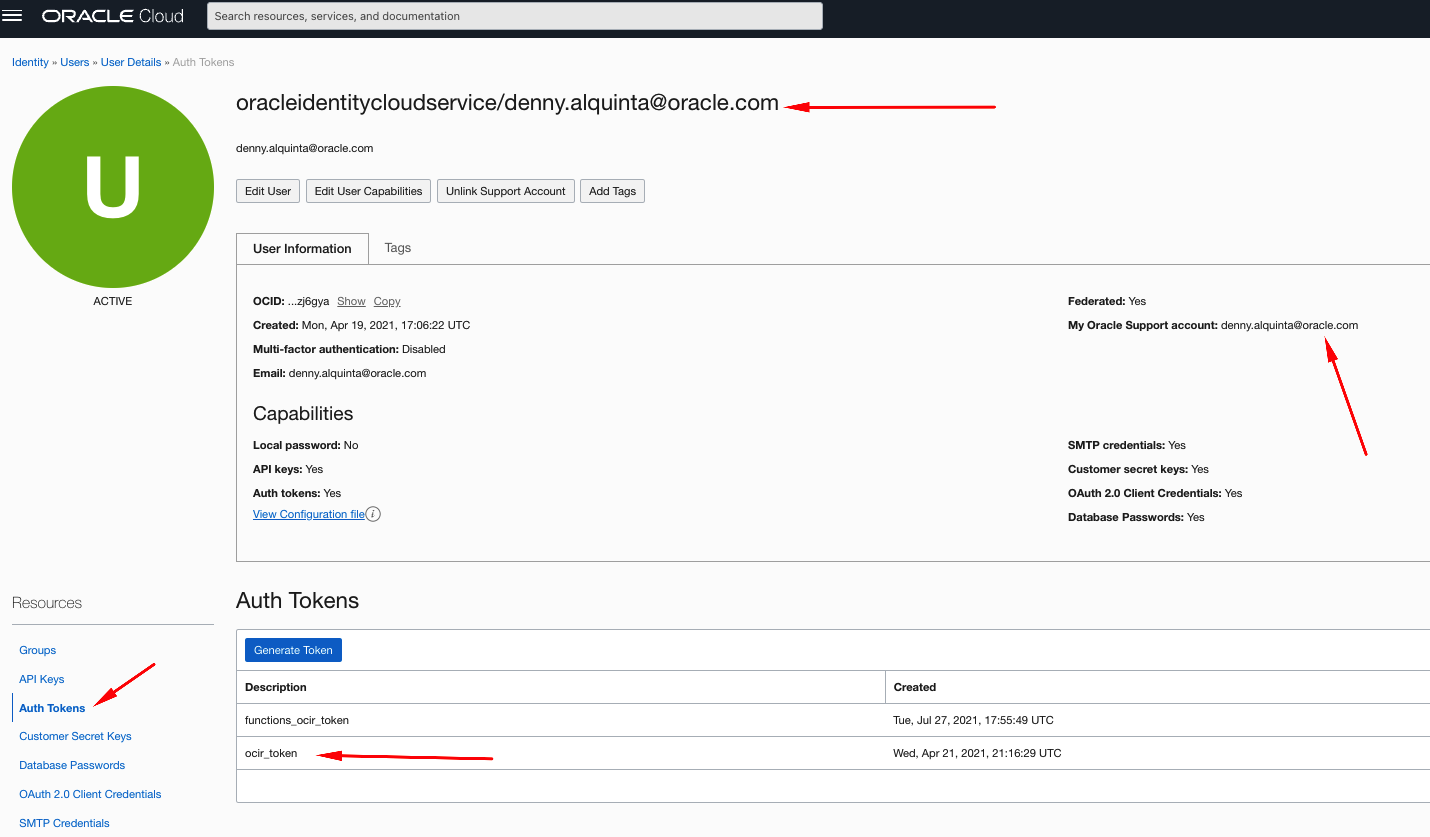 ORACLE Cloud
Search resources, services, and documentation
Identity » Users » User Details » Auth Tokens
U
ACTIVE
oracleidentitycloudservice/denny.alquinta@oracle.com
denny.alquinta@oracle.com
Edit User Edit User Capabilities Unlink Support Account Add Tags
User Information Tags
OCID: ...zj6gya Show Copy
Created: Mon, Apr 19, 2021, 17:06:22 UTC
Multi-factor authentication: Disabled
Email: denny.alquinta@oracle.com
Federated: Yes
My Oracle Support account: denny.alquinta@oracle.com
Capabilities
Local password: No
API keys: Yes
Auth tokens: Yes
View Configuration file i
SMTP credentials: Yes
Customer secret keys: Yes
OAuth 2.0 Client Credentials: Yes
Database Passwords: Yes
Resources
Groups
API Keys
Auth Tokens
Customer Secret Keys
Database Passwords
OAuth 2.0 Client Credentials
SMTP Credentials
Auth Tokens
Generate Token
Description Created
functions_ocir_token Tue, Jul 27, 2021, 17:55:49 UTC
ocir_token Wed, Apr 21, 2021, 21:16:29 UTC